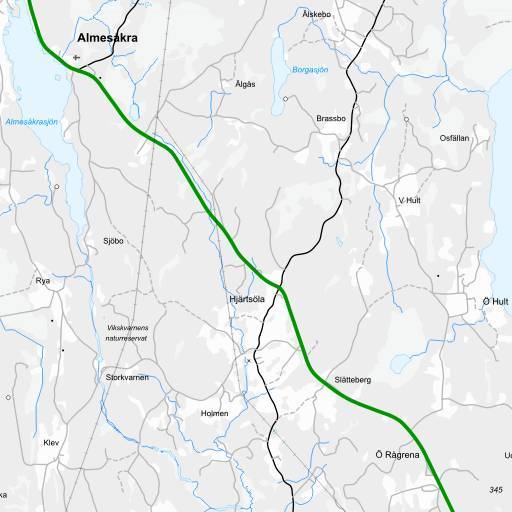 Älskebo
Almesåkra
Borgasjön
Älgås
Brassbo
Almesåkrasjön
Osfällan
V Hult
Sjöbo
Rya
Hjärtsöla
Ö Hult
Vikskvarnens
naturreservat
Storkvarnen
Slätteberg
Holmen
Klev
Ö Rågrena
345